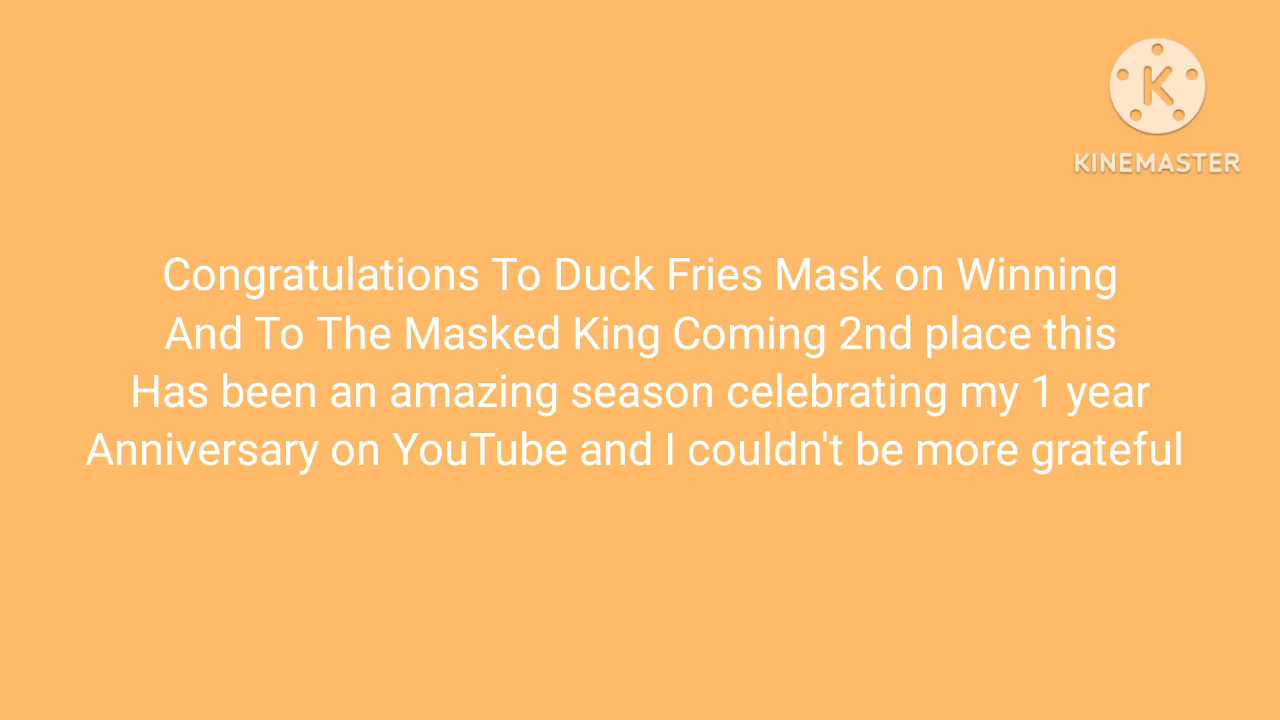 K
KINEMASTER
Congratulations To Duck Fries Mask on Winning
And To The Masked King Coming 2nd place this
Has been an amazing season celebrating my 1 year
Anniversary on YouTube and I couldn't be more grateful